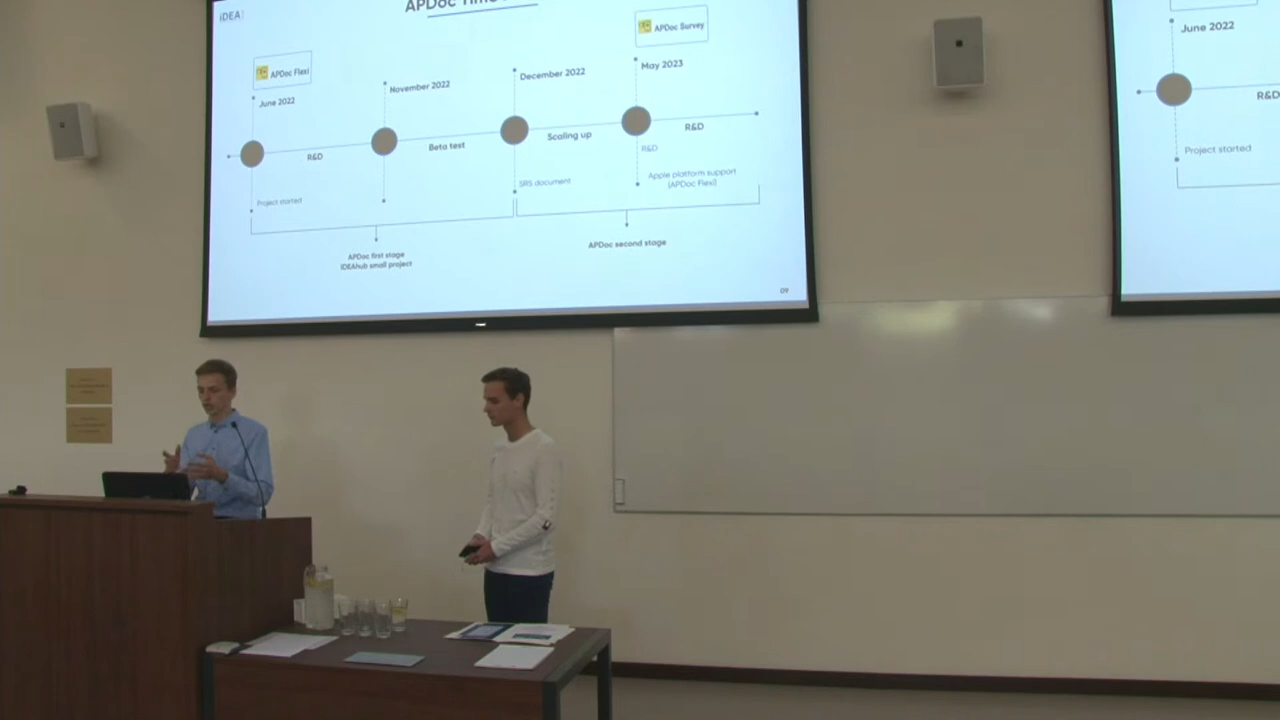 iDEA
APDoc Time
APDoc Flexi
APDoc Survey
June 2022
November 2022
December 2022
May 2023
R&D
Beta test
Scaling up
R&D
R&D
Project started
SRS document
Apple platform support
(APDoc Flexi)
APDoc first stage
IDEAhub small project
APDoc second stage
09
June 2022
R&D
Project started